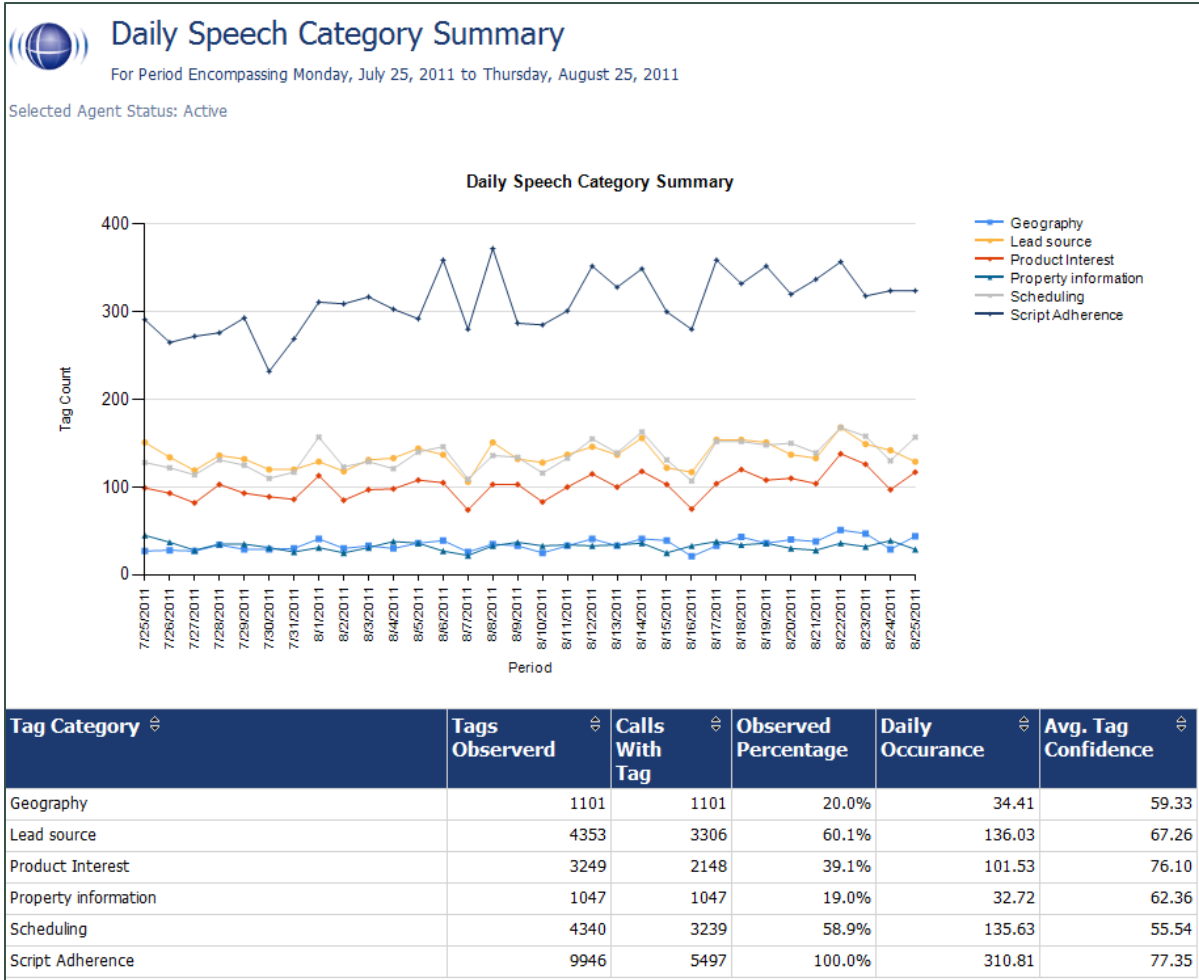 Daily Speech Category Summary
For Period Encompassing Monday, July 25, 2011 to Thursday, August 25, 2011
Selected Agent Status: Active
Daily Speech Category Summary
400
300
200
100
0
Tag Count
Geography
Lead source
Product Interest
Property information
Scheduling
Script Adherence
7/25/2011
7/26/2011
7/27/2011
7/28/2011
7/29/2011
7/30/2011
7/31/2011
8/1/2011
8/2/2011
8/3/2011
8/4/2011
8/5/2011
8/6/2011
8/7/2011
8/8/2011
8/9/2011
8/10/2011
8/11/2011
8/12/2011
8/13/2011
8/14/2011
8/15/2011
8/16/2011
8/17/2011
8/18/2011
8/19/2011
8/20/2011
8/21/2011
8/22/2011
8/23/2011
8/24/2011
8/25/2011
Period
Tag Category
Tags
Observerd
Calls
With
Tag
Observed
Percentage
Daily
Occurance
Avg. Tag
Confidence
Geography 1101 1101 20.0% 34.41 59.33
Lead source 4353 3306 60.1% 136.03 67.26
Product Interest 3249 2148 39.1% 101.53 76.10
Property information 1047 1047 19.0% 32.72 62.36
Scheduling 4340 3239 58.9% 135.63 55.54
Script Adherence 9946 5497 100.0% 310.81 77.35